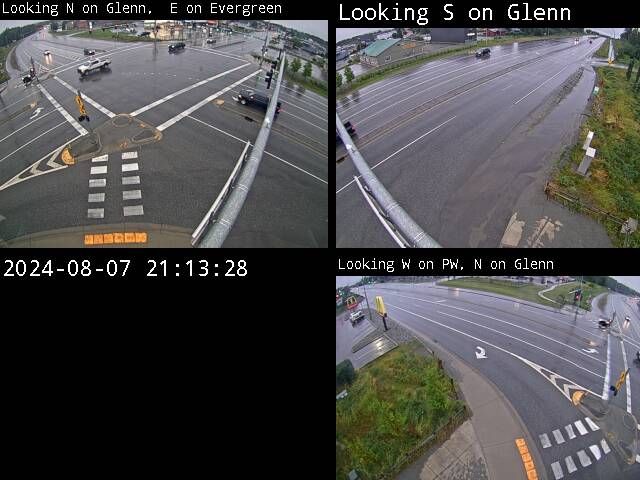 Looking N on Glenn, E on Evergreen
Looking S on Glenn
2024-08-07 21:13:28
Looking W on PW, N on Glenn